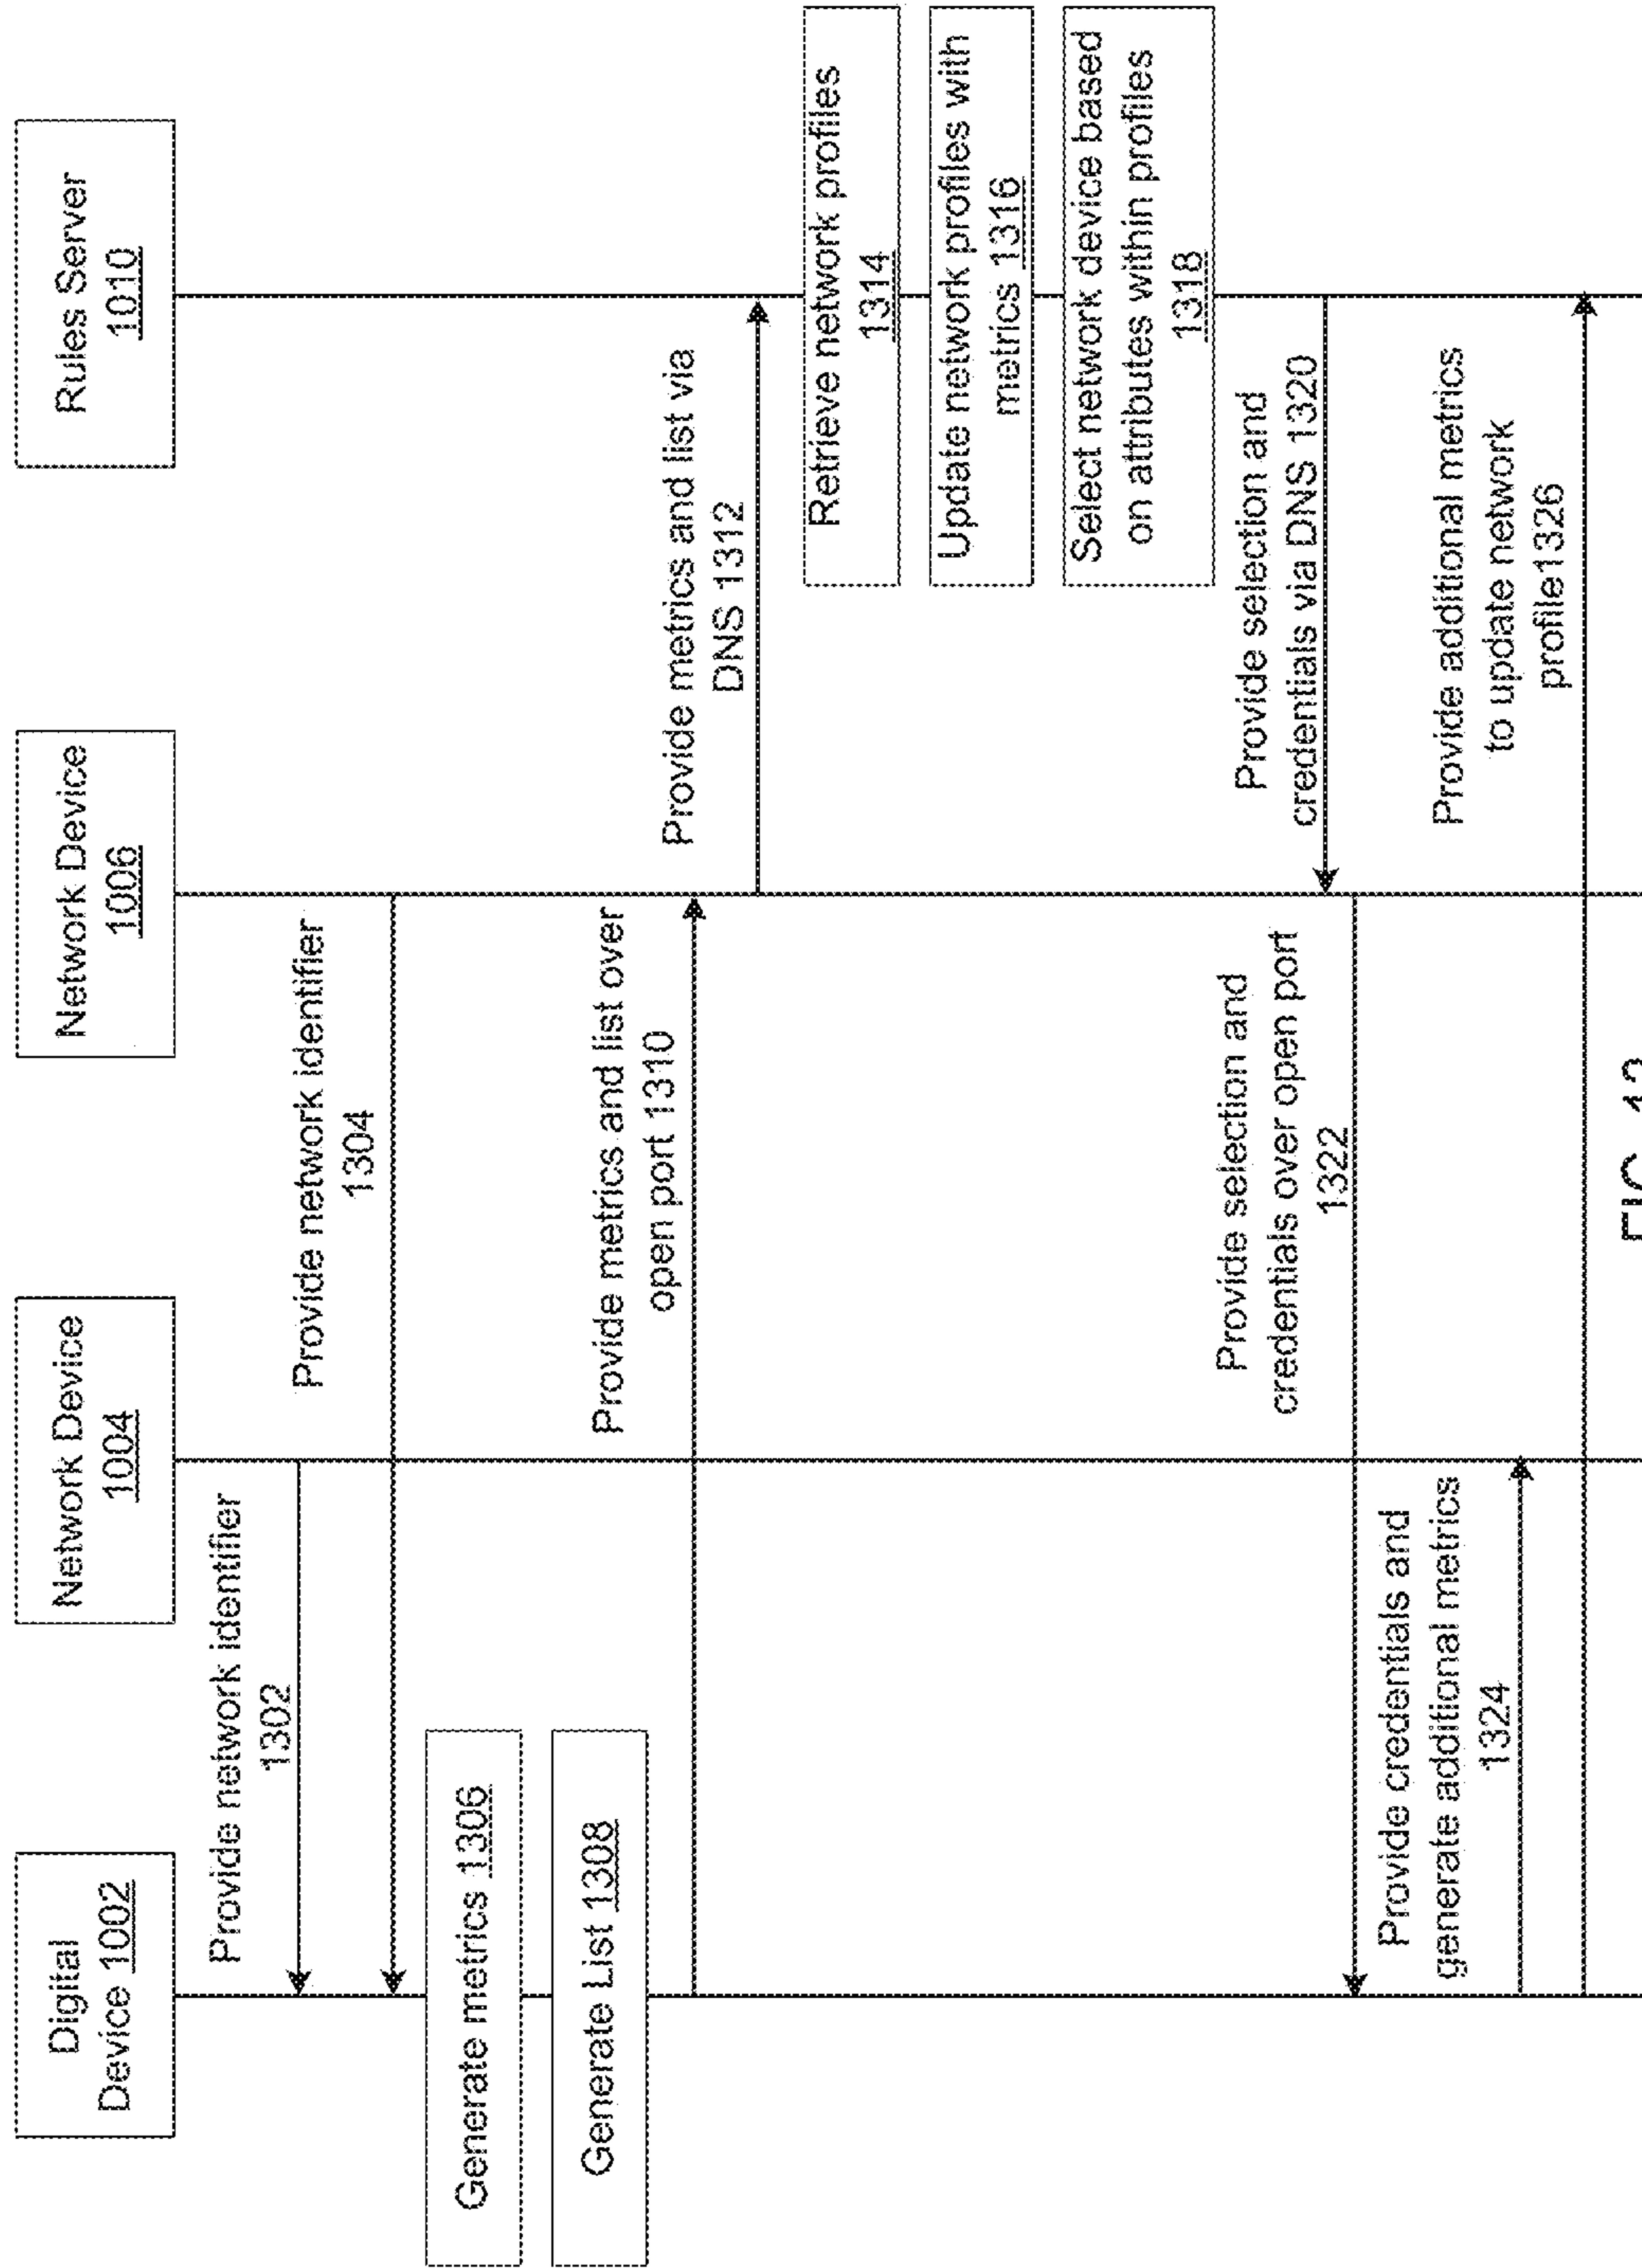 Digital
Device 1002
Network Device
1004
Network Device
1006
Rules Server
1010
Provide network identifier
1302
Provide network identifier
1304
Generate metrics 1306
Generate List 1308
Provide metrics and list over
open port 1310
Provide metrics and list via
DNS 1312
Retrieve network profiles
1314
Update network profiles with
metrics 1316
Select network device based
on attributes within profiles
1318
Provide selection and
credentials via DNS 1320
Provide selection and
credentials over open port
1322
Provide credentials and
generate additional metrics
1324
Provide additional metrics
to update network
profile1326
FIG. 13